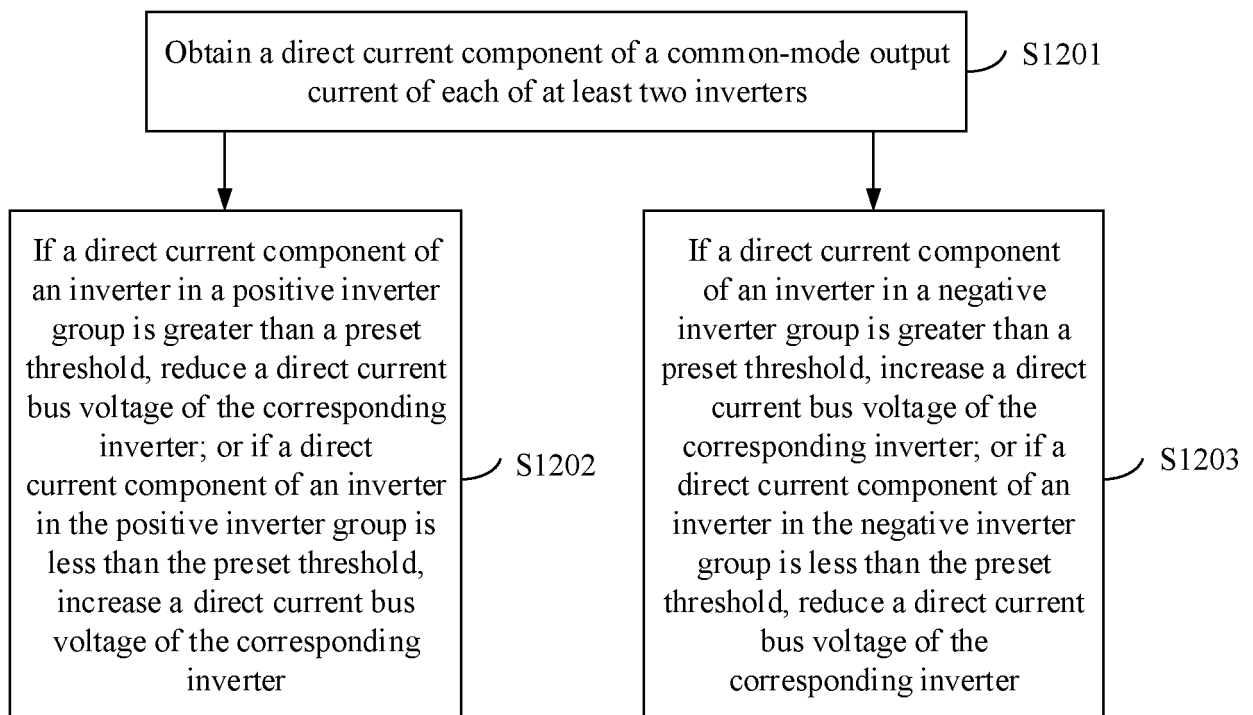 Obtain a direct current component of a common-mode output
current of each of at least two inverters
S1201
If a direct current component of
an inverter in a positive inverter
group is greater than a preset
threshold, reduce a direct current
bus voltage of the corresponding
inverter; or if a direct
current component of an inverter
in the positive inverter group is
less than the preset threshold,
increase a direct current bus
voltage of the corresponding
inverter
S1202
If a direct current component
of an inverter in a negative
inverter group is greater than a
preset threshold, increase a direct
current bus voltage of the
corresponding inverter; or if a
direct current component of an
inverter in the negative inverter
group is less than the preset
threshold, reduce a direct current
bus voltage of the
corresponding inverter
S1203